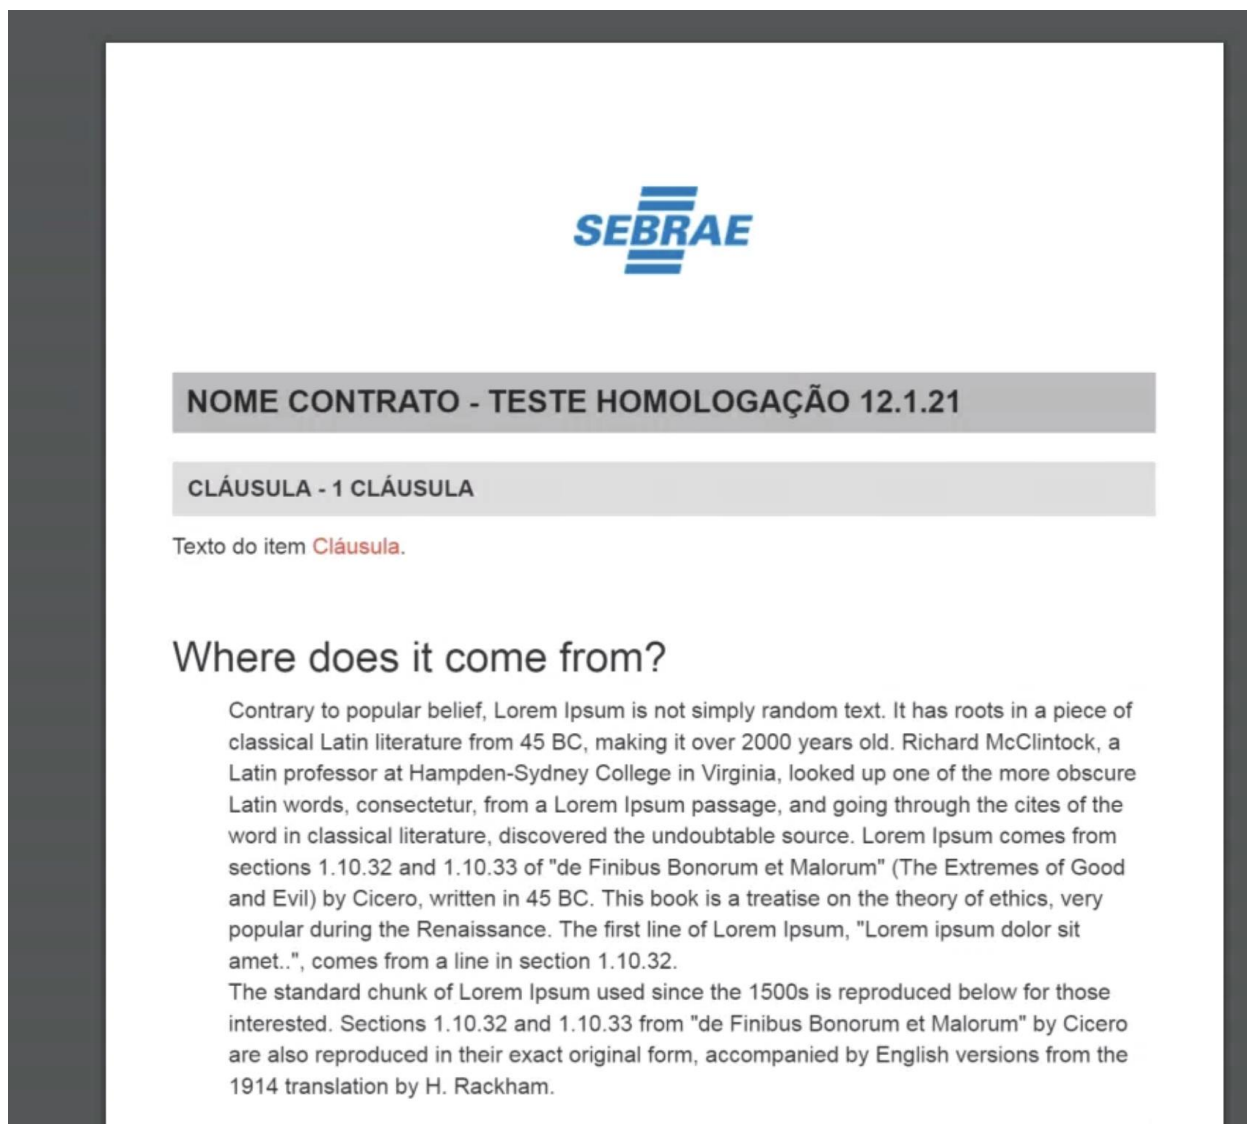 SEBRAE
NOME CONTRATO - TESTE HOMOLOGAÇÃO 12.1.21
CLÁUSULA - 1 CLÁUSULA
Texto do item Cláusula.
Where does it come from?
Contrary to popular belief, Lorem Ipsum is not simply random text. It has roots in a piece of
classical Latin literature from 45 BC, making it over 2000 years old. Richard McClintock, a
Latin professor at Hampden-Sydney College in Virginia, looked up one of the more obscure
Latin words, consectetur, from a Lorem Ipsum passage, and going through the cites of the
word in classical literature, discovered the undoubtable source. Lorem Ipsum comes from
sections 1.10.32 and 1.10.33 of "de Finibus Bonorum et Malorum" (The Extremes of Good
and Evil) by Cicero, written in 45 BC. This book is a treatise on the theory of ethics, very
popular during the Renaissance. The first line of Lorem Ipsum, "Lorem ipsum dolor sit
amet..", comes from a line in section 1.10.32.
The standard chunk of Lorem Ipsum used since the 1500s is reproduced below for those
interested. Sections 1.10.32 and 1.10.33 from "de Finibus Bonorum et Malorum" by Cicero
are also reproduced in their exact original form, accompanied by English versions from the
1914 translation by H. Rackham.